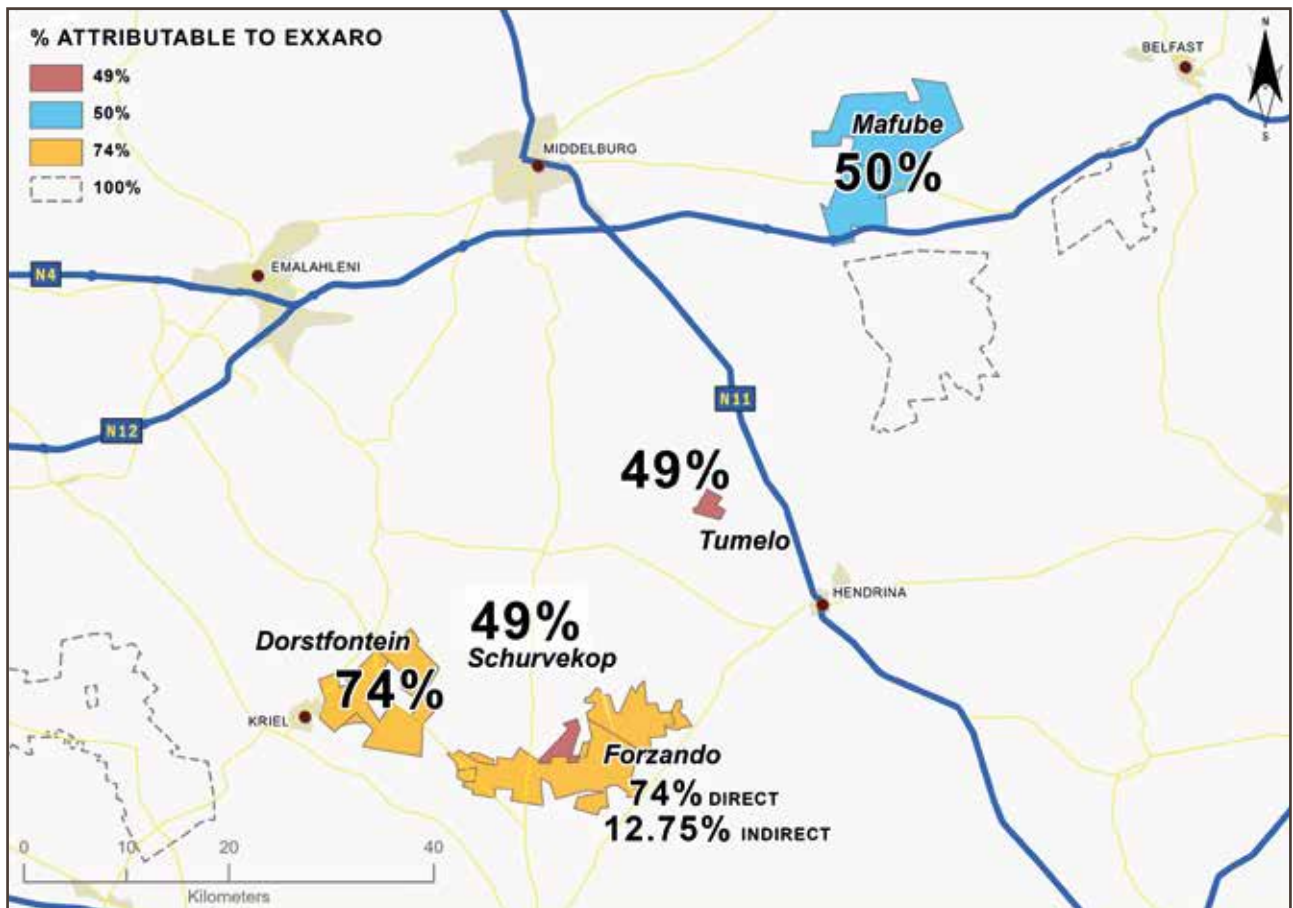 % ATTRIBUTABLE TO EXXARO
49%
50%
74%
100%
BELFAST
N
S
Mafube
50%
MIDDELBURG
EMALAHLENI
N4
N11
N12
49%
Tumelo
HENDRINA
49%
Schurvekop
Dorstfontein
74%
KRIEL
Forzando
74% DIRECT
12.75% INDIRECT
0 10 20 40
Kilometers